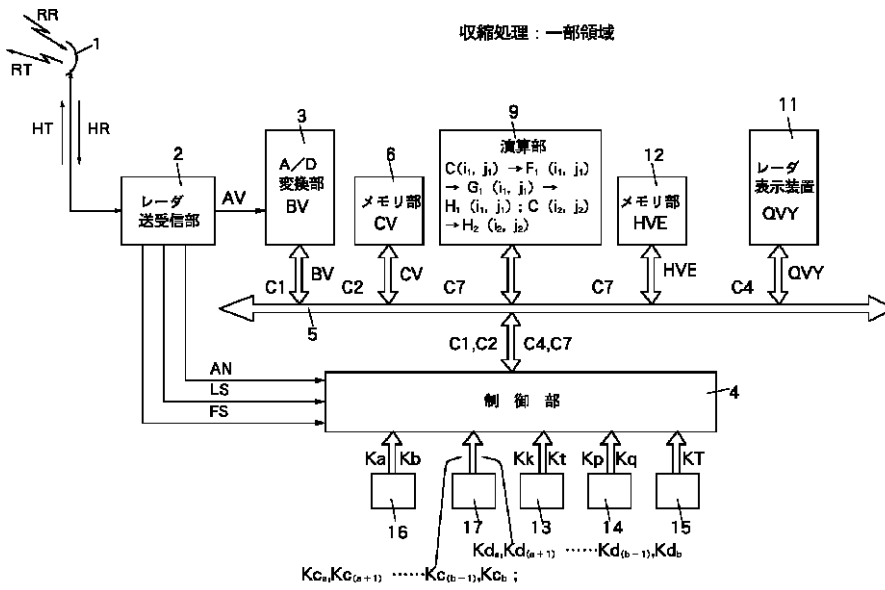 収縮処理:一部領域
RR
1
RT
HT
HR
2
レーダ
送受信部
AV
3
A/D
変換部
BV
6
メモリ部
CV
9
演算部
C(i₁, j₁) →F₁ (i₁, j₁)
→ G₁ (i₁, j₁) →
H₁ (i₁, j₁) ; C (i₂, j₂)
→H₂ (i₂, j₂)
12
メモリ部
HVE
11
レーダ
表示装置
QVY
C1
BV
C2
CV
C7
C7
HVE
C4
QVY
5
C1,C2
C4,C7
AN
LS
FS
制 御 部
4
Ka
Kb
Kk
Kt
Kp
Kq
KT
16
17
13
14
15
Kdₐ,Kd₍ₐ₊₁₎ ‥‥‥Kd(b-1),Kdb
Kcₐ,Kc₍ₐ₊₁₎ ‥‥‥Kc(b-1),Kcb ;